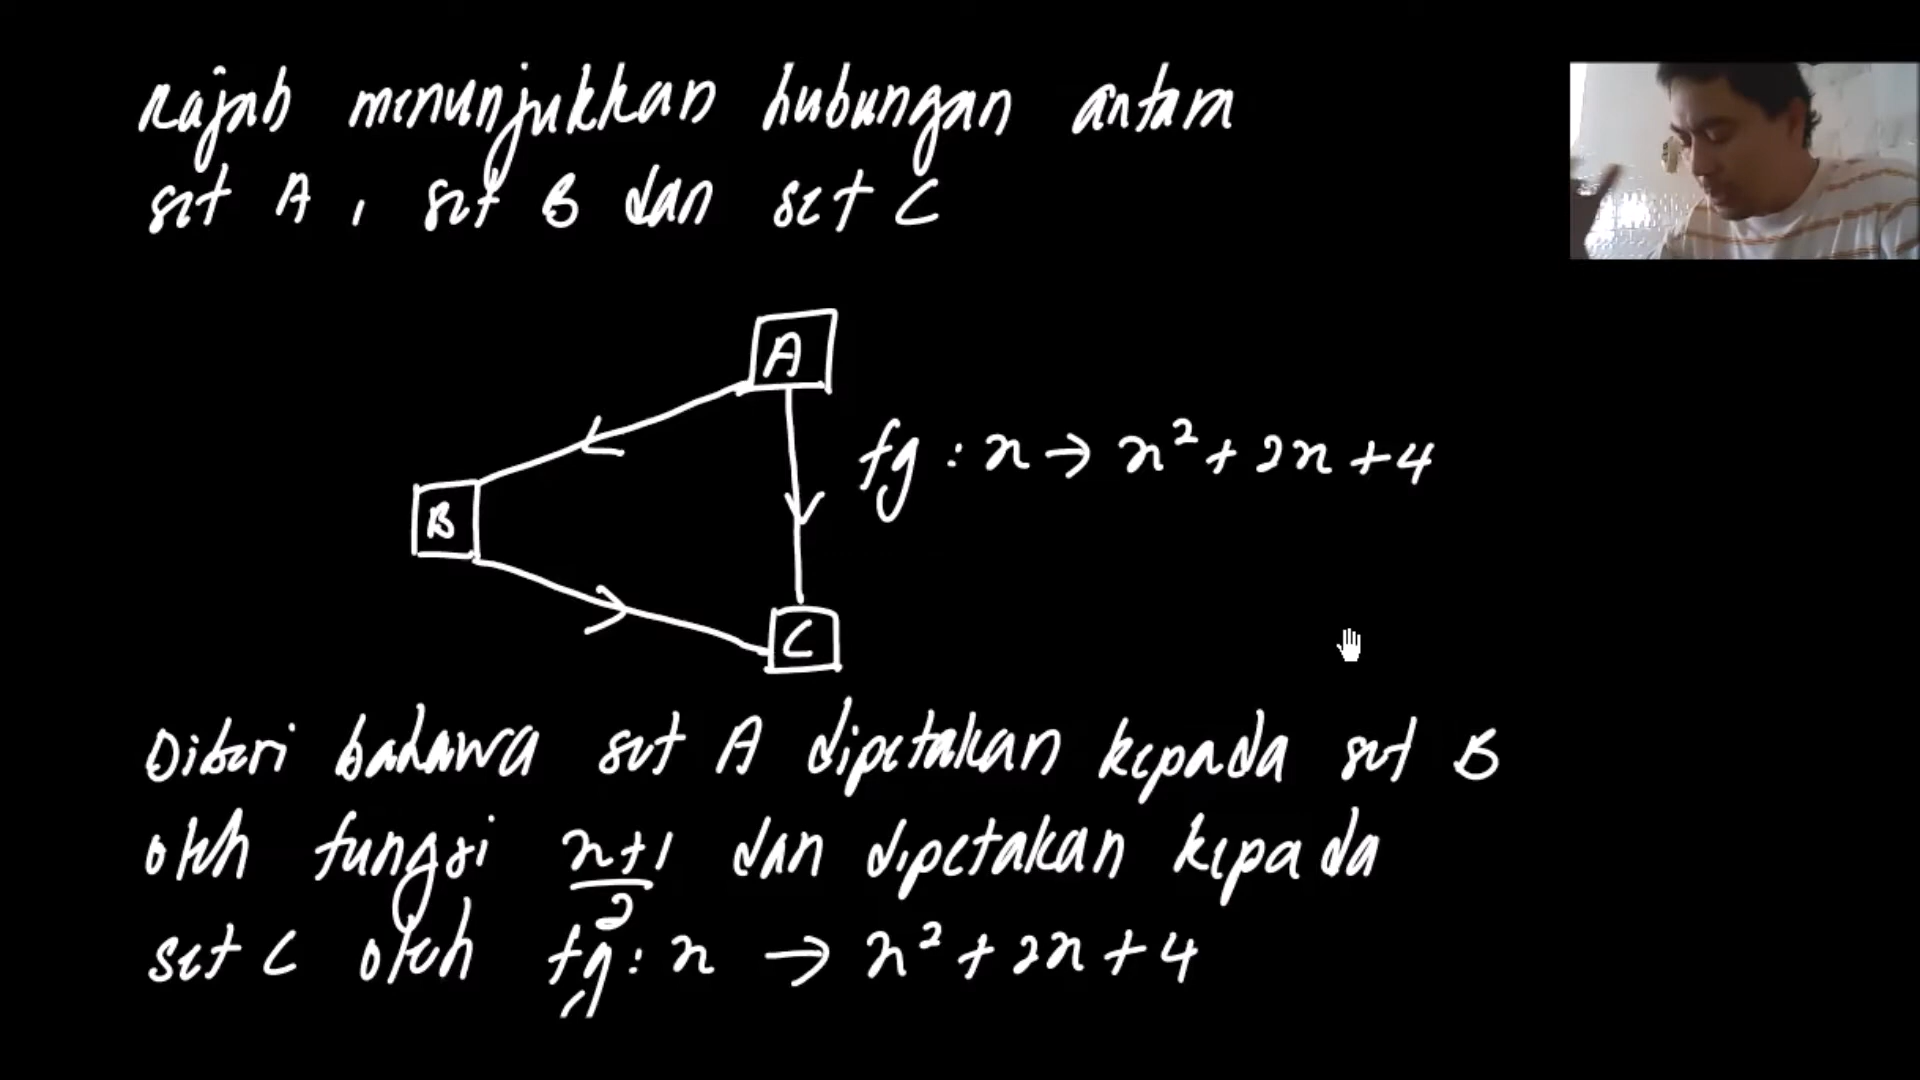 Rajah menunjukkan hubungan antara
set A, set B dan set C
A
fg : x → x² + 2x + 4
B
C
Diberi bahawa set A dipetakan kepada set B
oleh fungsi x+1/2 dan dipetakan kepada
set C oleh fg : x → x² + 2x + 4